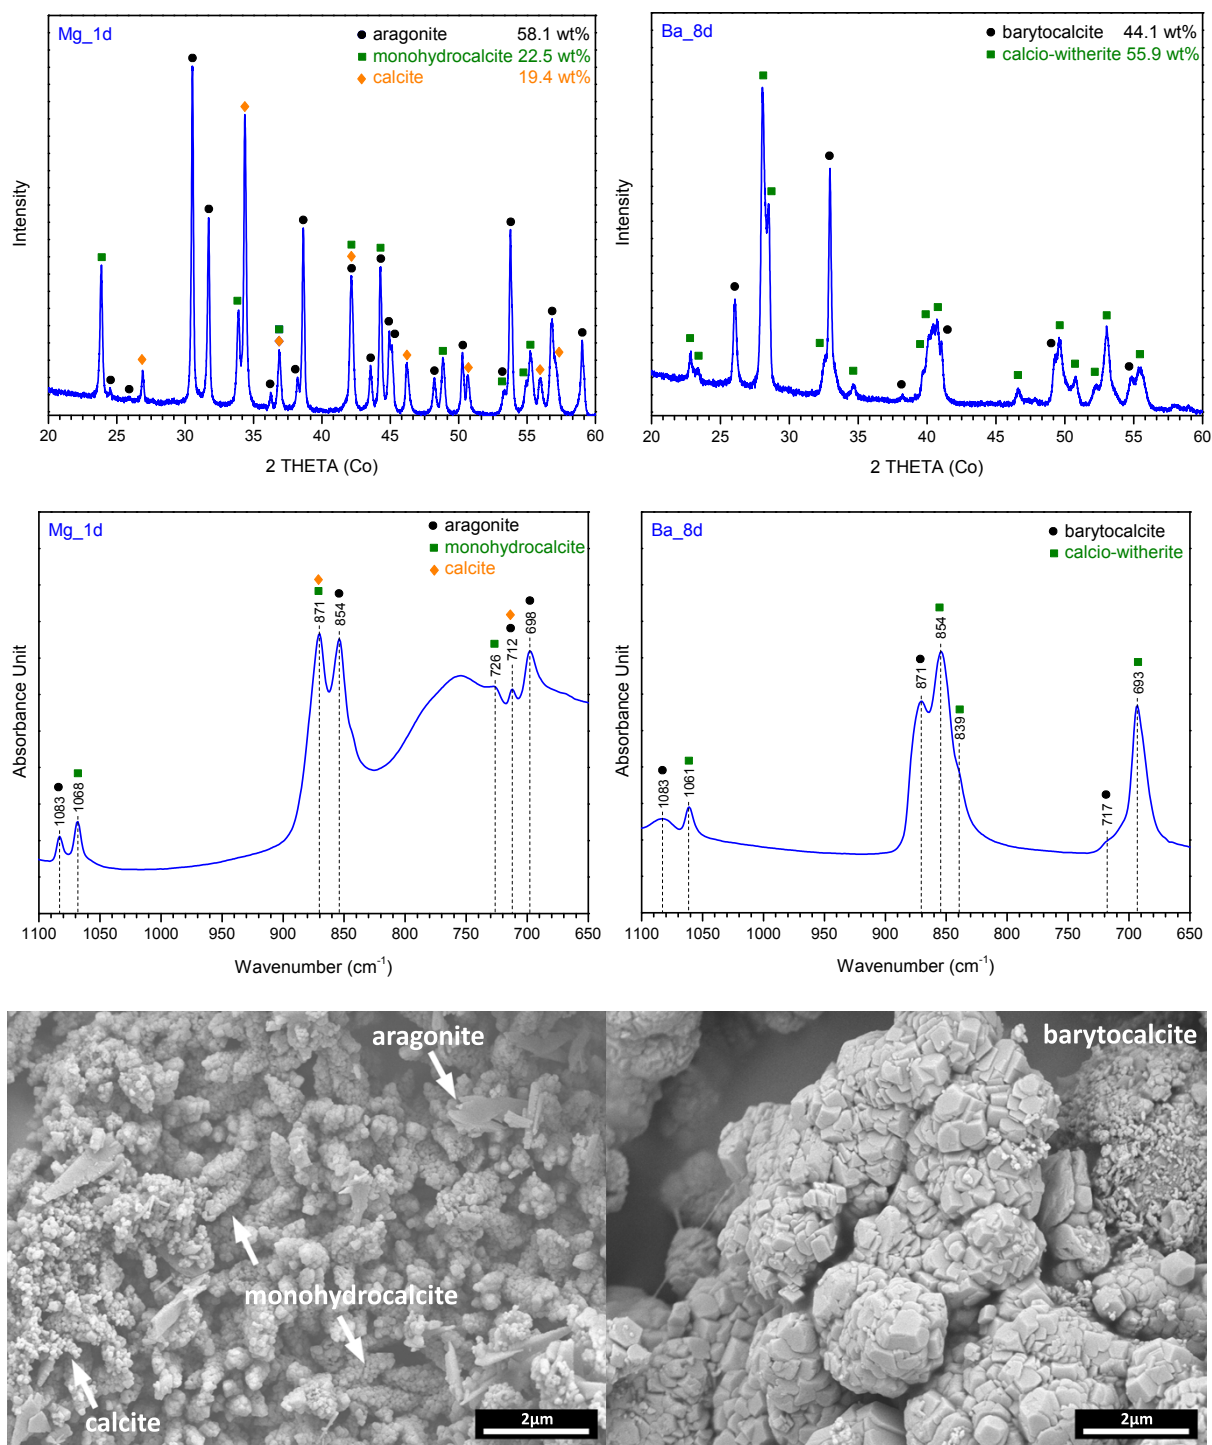 Mg_1d
aragonite 58.1 wt%
monohydrocalcite 22.5 wt%
calcite 19.4 wt%
Intensity
20 25 30 35 40 45 50 55 60
2 THETA (Co)
Ba_8d
barytocalcite 44.1 wt%
calcio-witherite 55.9 wt%
Intensity
20 25 30 35 40 45 50 55 60
2 THETA (Co)
Mg_1d
aragonite
monohydrocalcite
calcite
1083
1068
871
854
726
712
698
Absorbance Unit
1100 1050 1000 950 900 850 800 750 700 650
Wavenumber (cm⁻¹)
Ba_8d
barytocalcite
calcio-witherite
1083
1061
871
854
839
717
693
Absorbance Unit
1100 1050 1000 950 900 850 800 750 700 650
Wavenumber (cm⁻¹)
aragonite
monohydrocalcite
calcite
2µm
barytocalcite
2µm